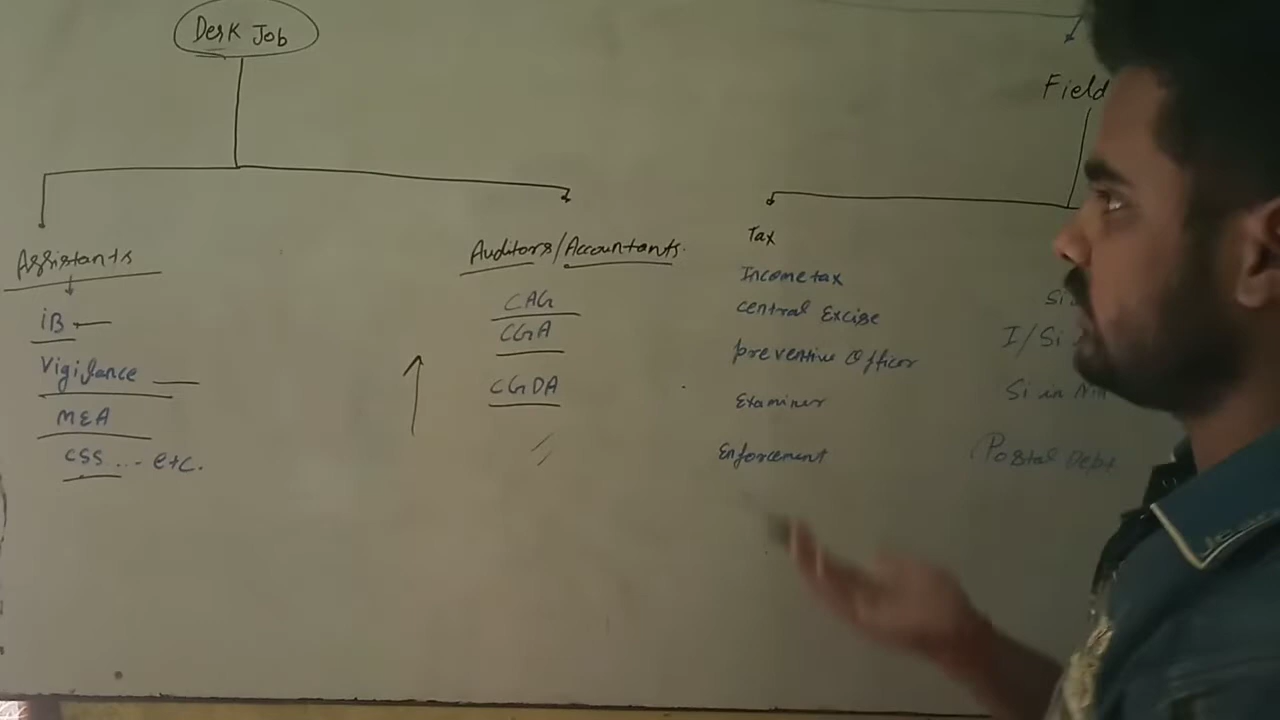 Desk Job
Field
Assistants
IB
Vigilance
MEA
CSS ... etc.
Auditors/Accountants.
CAG
CGA
CGDA
Tax
Income tax
central Excise
preventive Officer
Examiner
Enforcement
Si
I/Si
Si in
Postal Dept